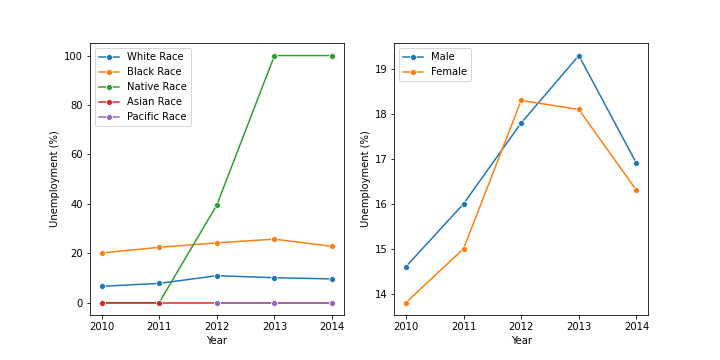 White Race
Black Race
Native Race
Asian Race
Pacific Race
100
80
60
40
20
0
Unemployment (%)
2010 2011 2012 2013 2014
Year
Male
Female
19
18
17
16
15
14
Unemployment (%)
2010 2011 2012 2013 2014
Year